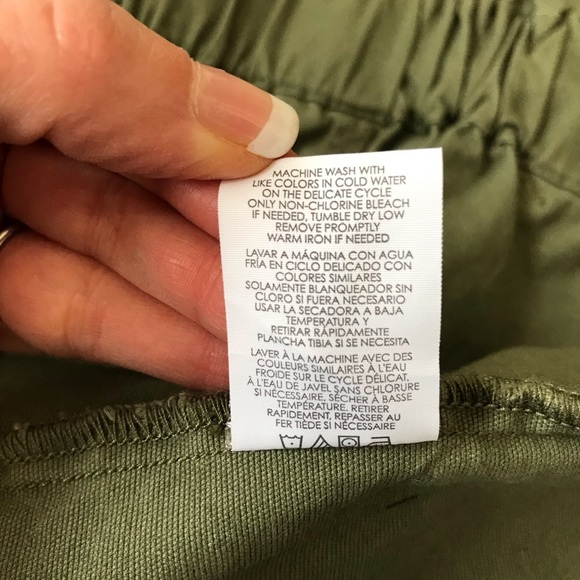 MACHINE WASH WITH
LIKE COLORS IN COLD WATER
ON THE DELICATE CYCLE
ONLY NON-CHLORINE BLEACH
IF NEEDED, TUMBLE DRY LOW
REMOVE PROMPTLY
WARM IRON IF NEEDED
LAVAR A MÁQUINA CON AGUA
FRÍA EN CICLO DELICADO CON
COLORES SIMILARES
SOLAMENTE BLANQUEADOR SIN
CLORO SI FUERA NECESARIO
USAR LA SECADORA A BAJA
TEMPERATURA Y
RETIRAR RÁPIDAMENTE
PLANCHA TIBIA SI SE NECESITA
LAVER À LA MACHINE AVEC DES
COULEURS SIMILAIRES À L'EAU
FROIDE SUR LE CYCLE DÉLICAT,
À L'EAU DE JAVEL SANS CHLORURE
SI NÉCESSAIRE, SÉCHER À BASSE
TEMPÉRATURE. RETIRER
RAPIDEMENT. REPASSER AU
FER TIÈDE SI NÉCESSAIRE